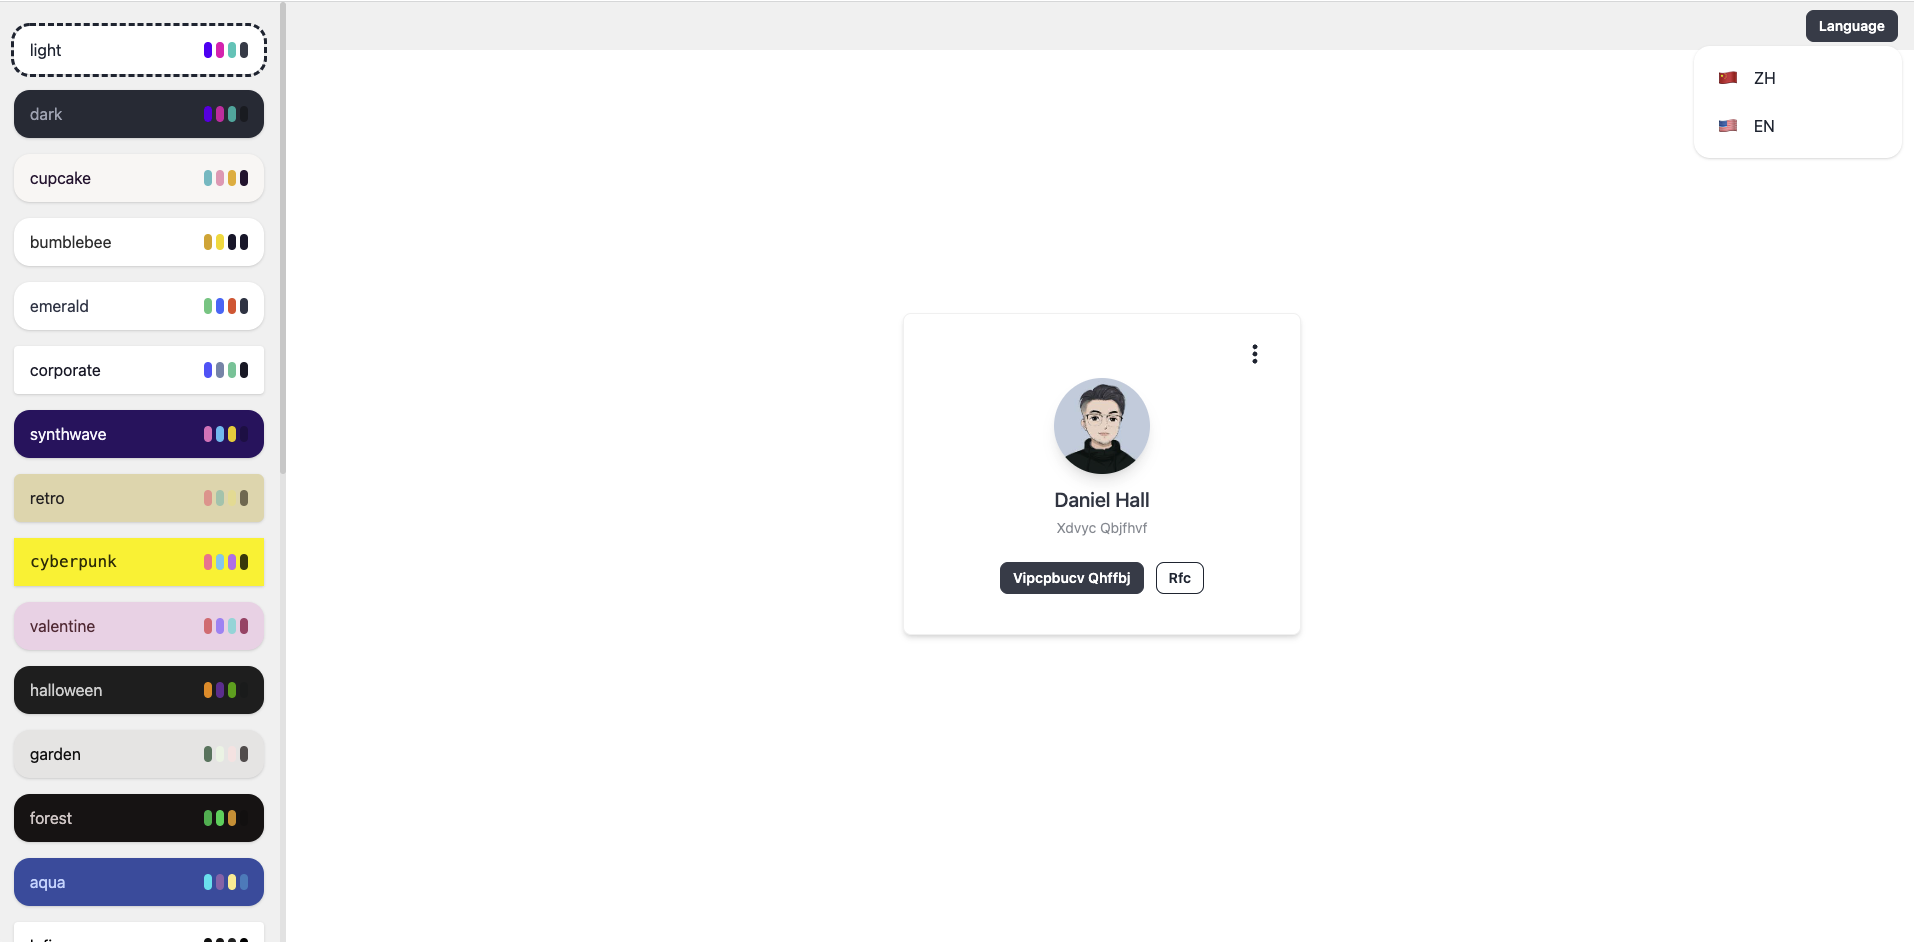 light
dark
cupcake
bumblebee
emerald
corporate
synthwave
retro
cyberpunk
valentine
halloween
garden
forest
aqua
Language
ZH
EN
Daniel Hall
Xdvyc Qbjfhvf
Vipcpbucv Qhffbj
Rfc